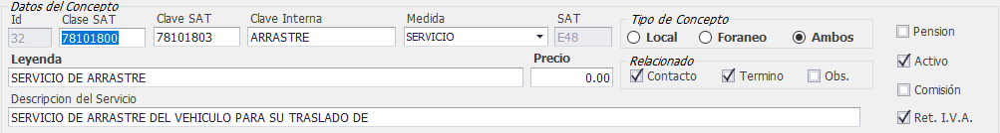 Datos del Concepto
Id Clase SAT Clave SAT Clave Interna Medida SAT
32 78101800 78101803 ARRASTRE SERVICIO E48
Tipo de Concepto
Local Foraneo Ambos
Pension
Leyenda Precio
SERVICIO DE ARRASTRE 0.00
Relacionado
Contacto Termino Obs.
Activo
Descripcion del Servicio
Comisión
SERVICIO DE ARRASTRE DEL VEHICULO PARA SU TRASLADO DE
Ret. I.V.A.